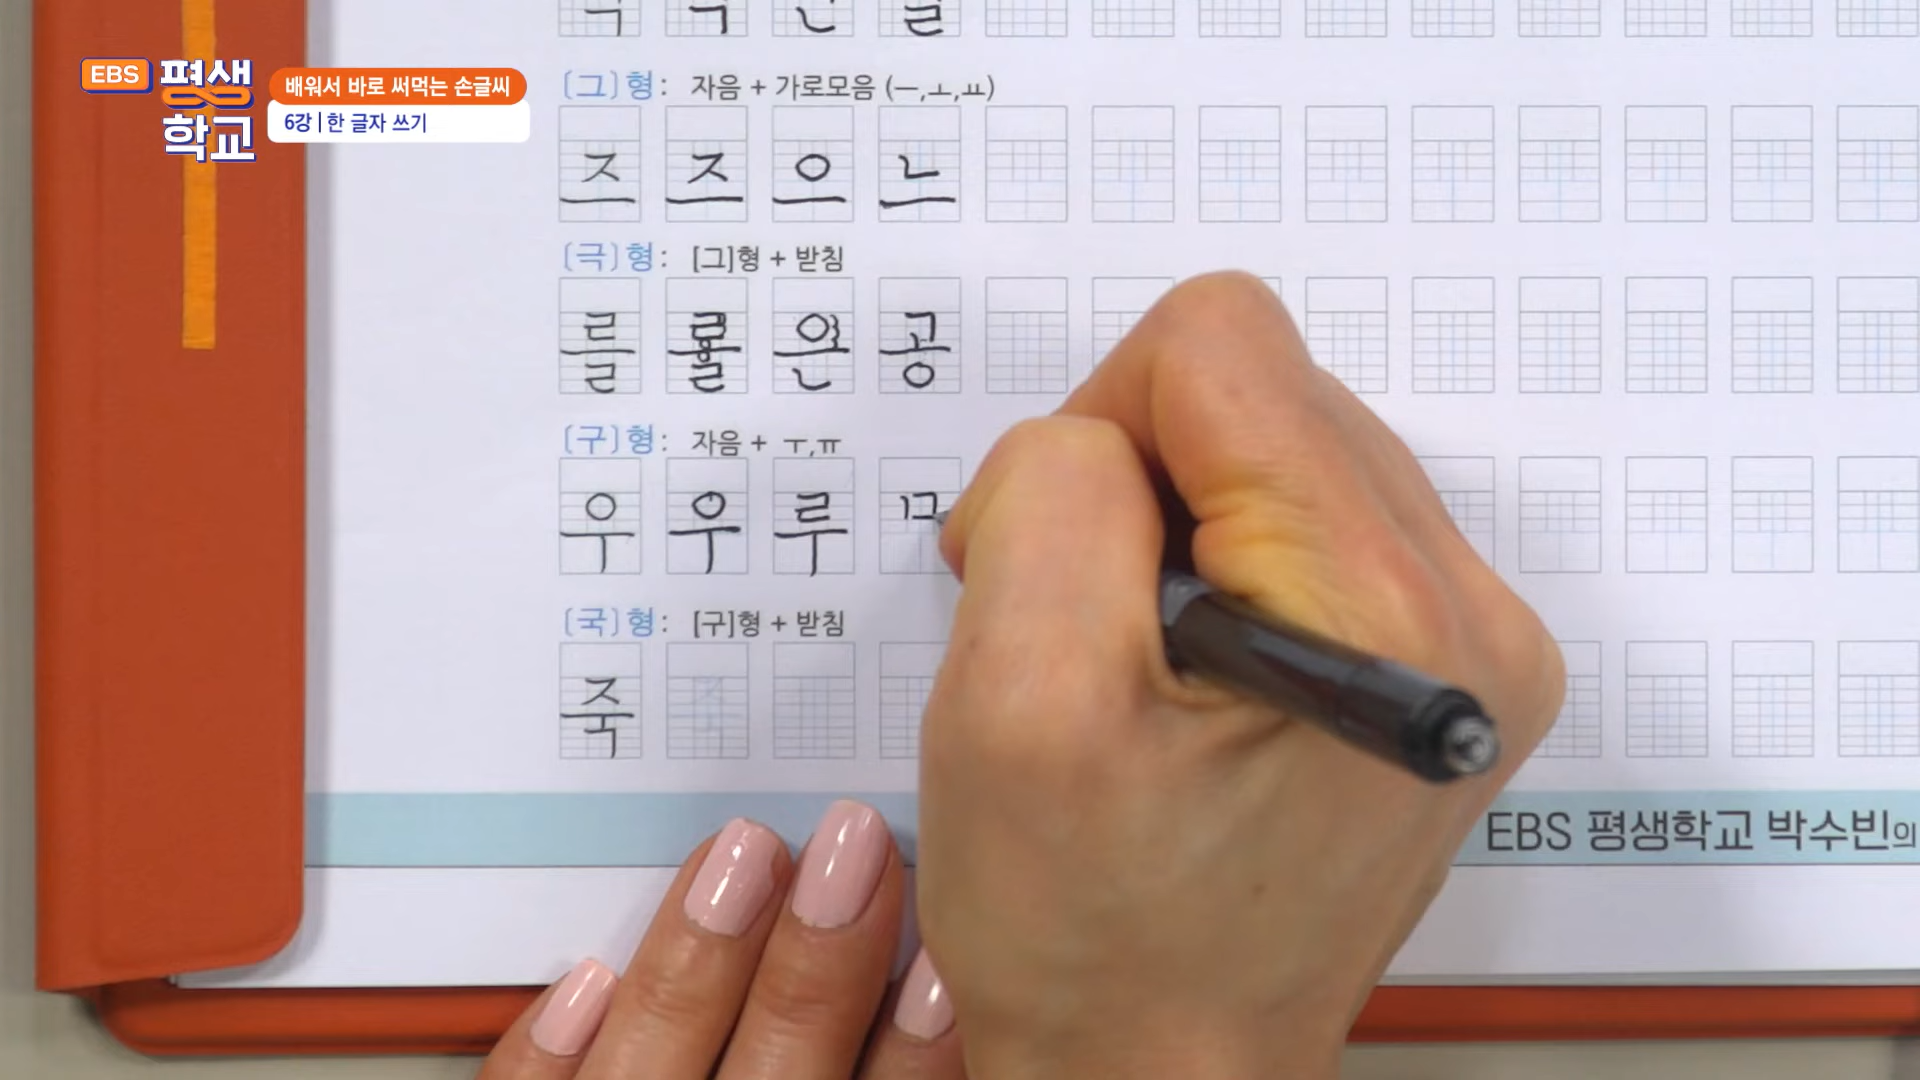 EBS 평생학교
배워서 바로 써먹는 손글씨
6강 | 한 글자 쓰기
[그]형: 자음 + 가로모음 (ㅡ,ㅗ,ㅛ)
즈 즈 으 느
[극]형: [그]형 + 받침
를 를 은 공
[구]형: 자음 + ㅜ,ㅠ
우 우 루
[국]형: [구]형 + 받침
죽 죽
EBS 평생학교 박수빈의